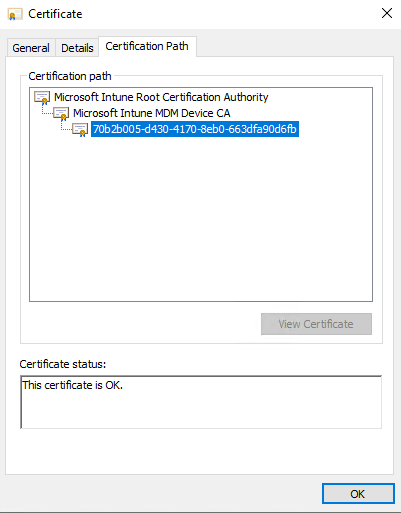 Certificate
General
Details
Certification Path
Certification path
Microsoft Intune Root Certification Authority
Microsoft Intune MDM Device CA
70b2b005-d430-4170-8eb0-663dfa90d6fb
View Certificate
Certificate status:
This certificate is OK.
OK